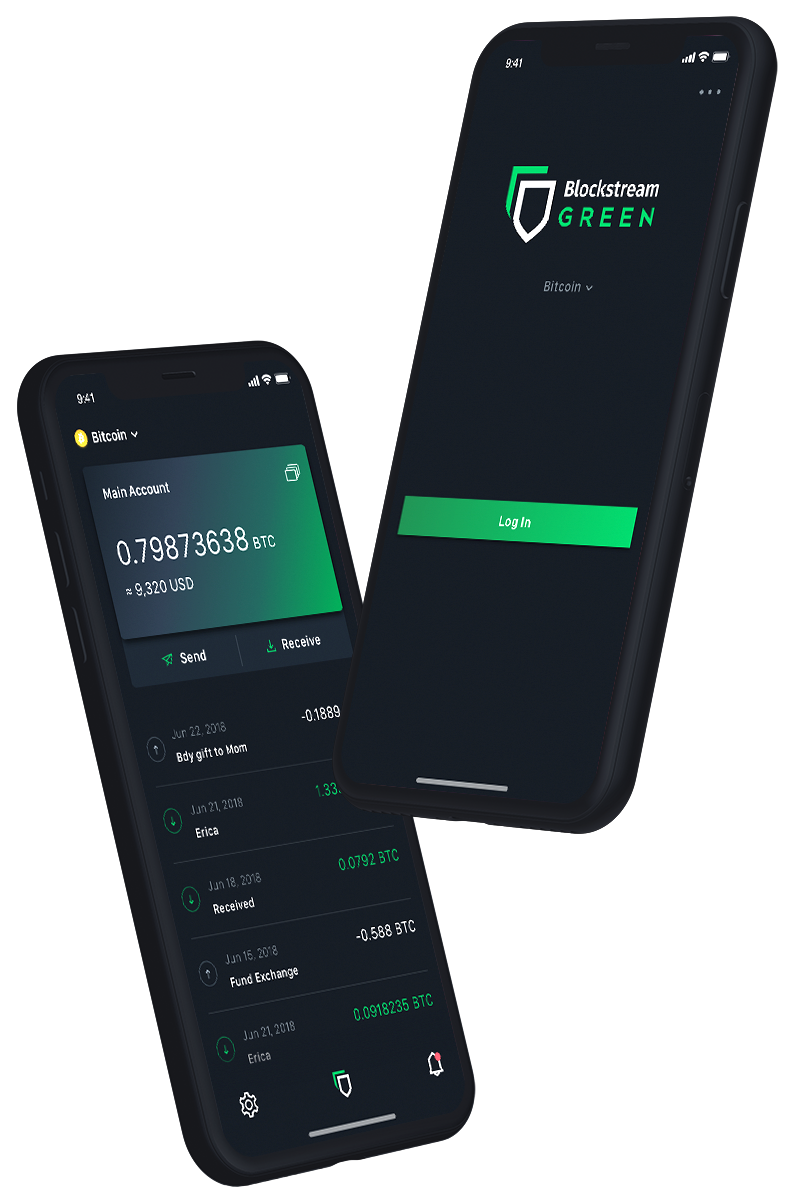 9:41
Blockstream
GREEN
Bitcoin
Log In
9:41
Bitcoin
Main Account
0.79873638 BTC
≈ 9,320 USD
Send
Receive
Jun 22, 2018
-0.1889
Bdy gift to Mom
Jun 21, 2018
1.33
Erica
Jun 18, 2018
0.0792 BTC
Received
Jun 15, 2018
-0.588 BTC
Fund Exchange
Jun 21, 2018
0.0918235 BTC
Erica